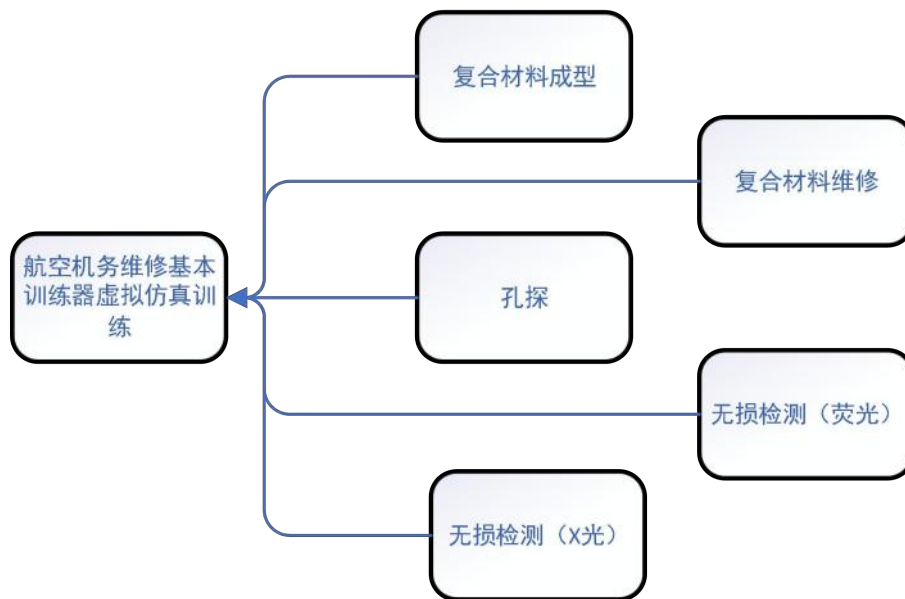 复合材料成型
复合材料维修
航空机务维修基本
训练器虚拟仿真训
练
孔探
无损检测（荧光）
无损检测（X光）